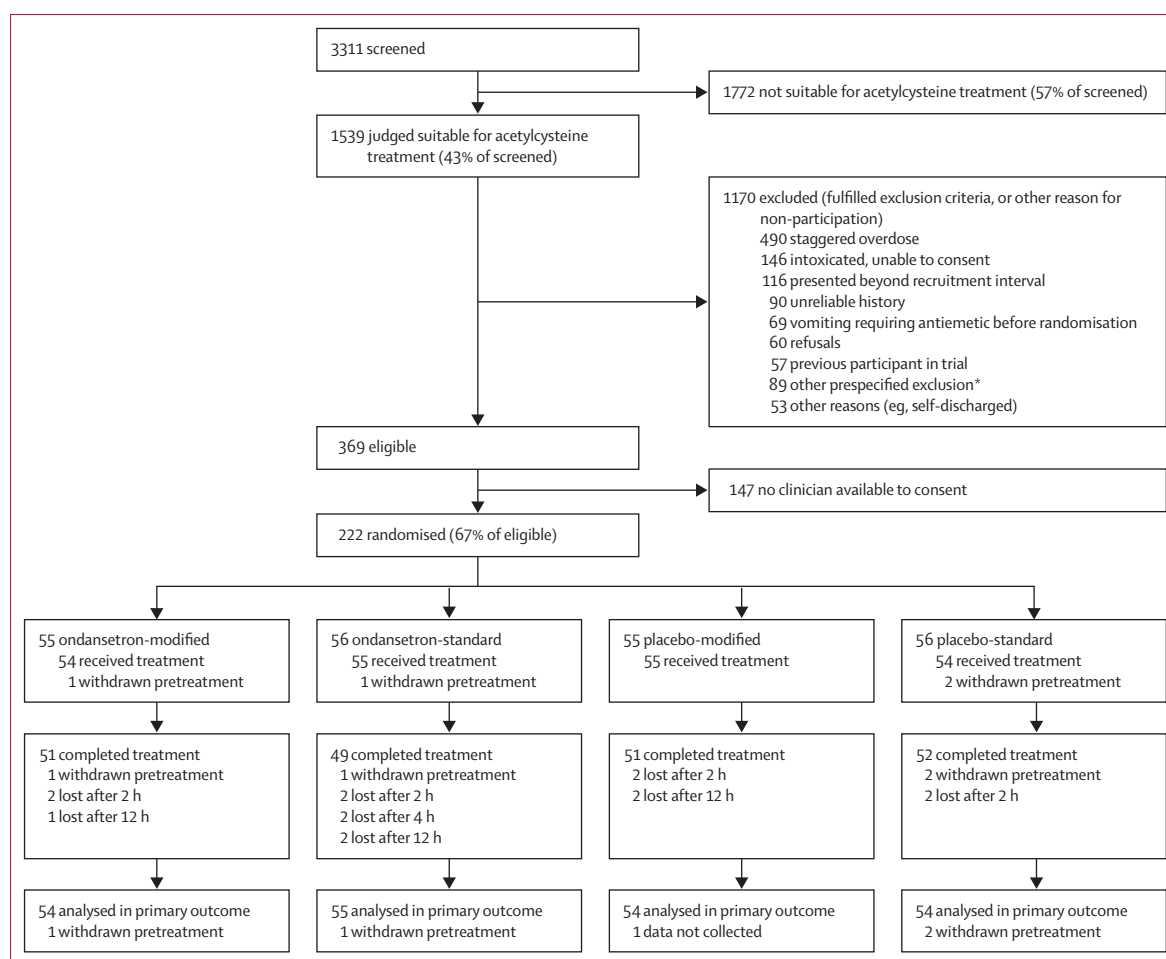 3311 screened
1772 not suitable for acetylcysteine treatment (57% of screened)
1539 judged suitable for acetylcysteine
treatment (43% of screened)
1170 excluded (fulfilled exclusion criteria, or other reason for
non-participation)
490 staggered overdose
146 intoxicated, unable to consent
116 presented beyond recruitment interval
90 unreliable history
69 vomiting requiring antiemetic before randomisation
60 refusals
57 previous participant in trial
89 other prespecified exclusion*
53 other reasons (eg, self-discharged)
369 eligible
147 no clinician available to consent
222 randomised (67% of eligible)
55 ondansetron-modified
54 received treatment
1 withdrawn pretreatment
56 ondansetron-standard
55 received treatment
1 withdrawn pretreatment
55 placebo-modified
55 received treatment
56 placebo-standard
54 received treatment
2 withdrawn pretreatment
51 completed treatment
1 withdrawn pretreatment
2 lost after 2 h
1 lost after 12 h
49 completed treatment
1 withdrawn pretreatment
2 lost after 2 h
2 lost after 4 h
2 lost after 12 h
51 completed treatment
2 lost after 2 h
2 lost after 12 h
52 completed treatment
2 withdrawn pretreatment
2 lost after 2 h
54 analysed in primary outcome
1 withdrawn pretreatment
55 analysed in primary outcome
1 withdrawn pretreatment
54 analysed in primary outcome
1 data not collected
54 analysed in primary outcome
2 withdrawn pretreatment